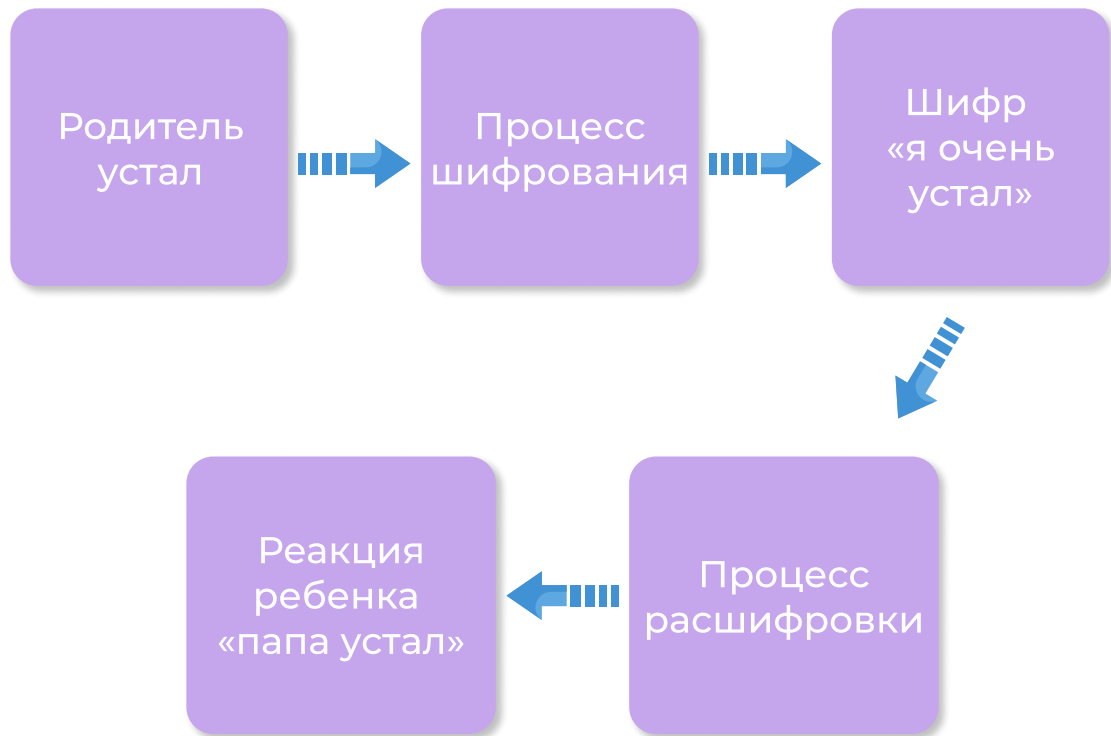 Родитель
устал
Процесс
шифрования
Шифр
«я очень
устал»
Процесс
расшифровки
Реакция
ребенка
«папа устал»